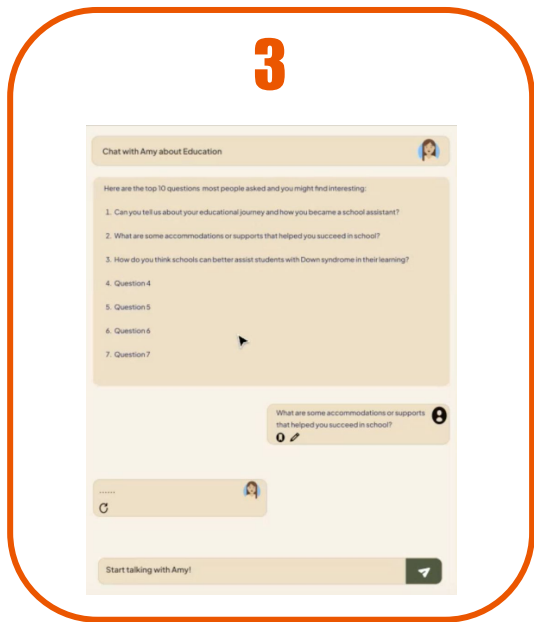 3
Chat with Amy about Education
Here are the top 10 questions most people asked and you might find interesting:
1. Can you tell us about your educational journey and how you became a school assistant?
2. What are some accommodations or supports that helped you succeed in school?
3. How do you think schools can better assist students with Down syndrome in their learning?
4. Question 4
5. Question 5
6. Question 6
7. Question 7
What are some accommodations or supports
that helped you succeed in school?
......
Start talking with Amy!